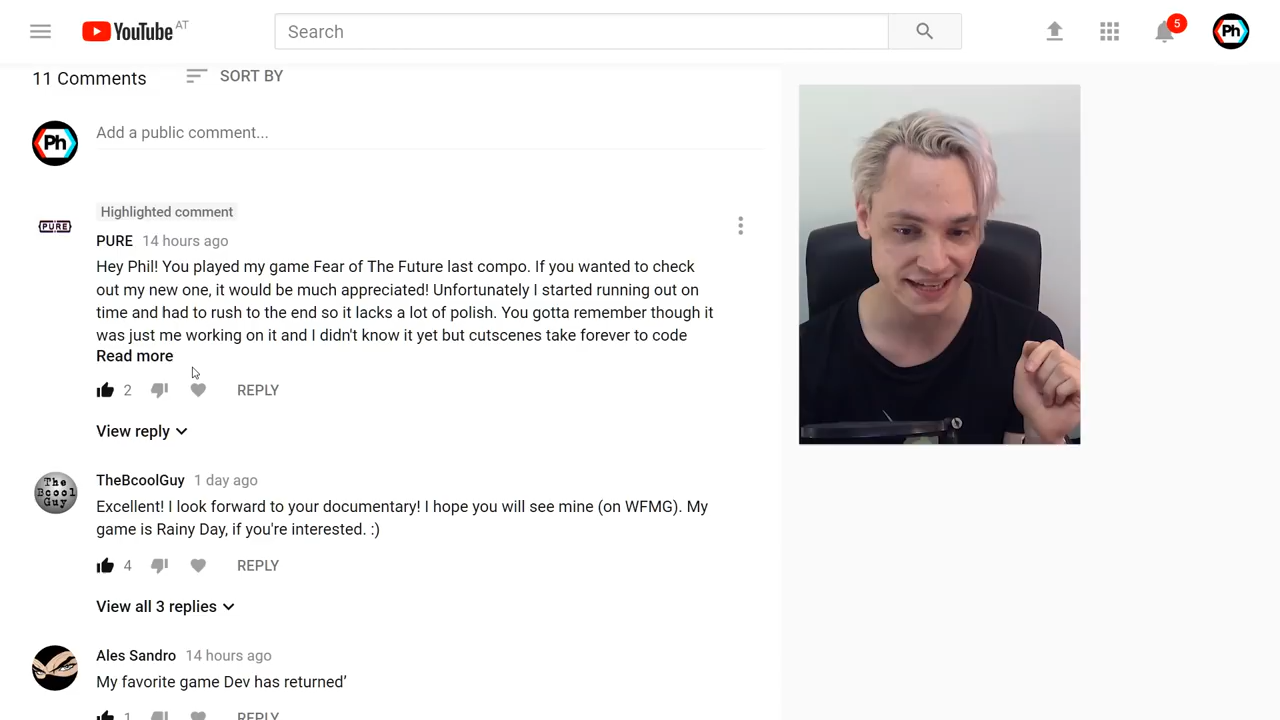 YouTube AT
Search
5
Ph
11 Comments
SORT BY
Ph
Add a public comment...
Highlighted comment
PURE
PURE 14 hours ago
Hey Phil! You played my game Fear of The Future last compo. If you wanted to check
out my new one, it would be much appreciated! Unfortunately I started running out on
time and had to rush to the end so it lacks a lot of polish. You gotta remember though it
was just me working on it and I didn't know it yet but cutscenes take forever to code
Read more
2
REPLY
View reply
The
Bcool
Guy
TheBcoolGuy 1 day ago
Excellent! I look forward to your documentary! I hope you will see mine (on WFMG). My
game is Rainy Day, if you're interested. :)
4
REPLY
View all 3 replies
Ales Sandro 14 hours ago
My favorite game Dev has returned’
1
REPLY